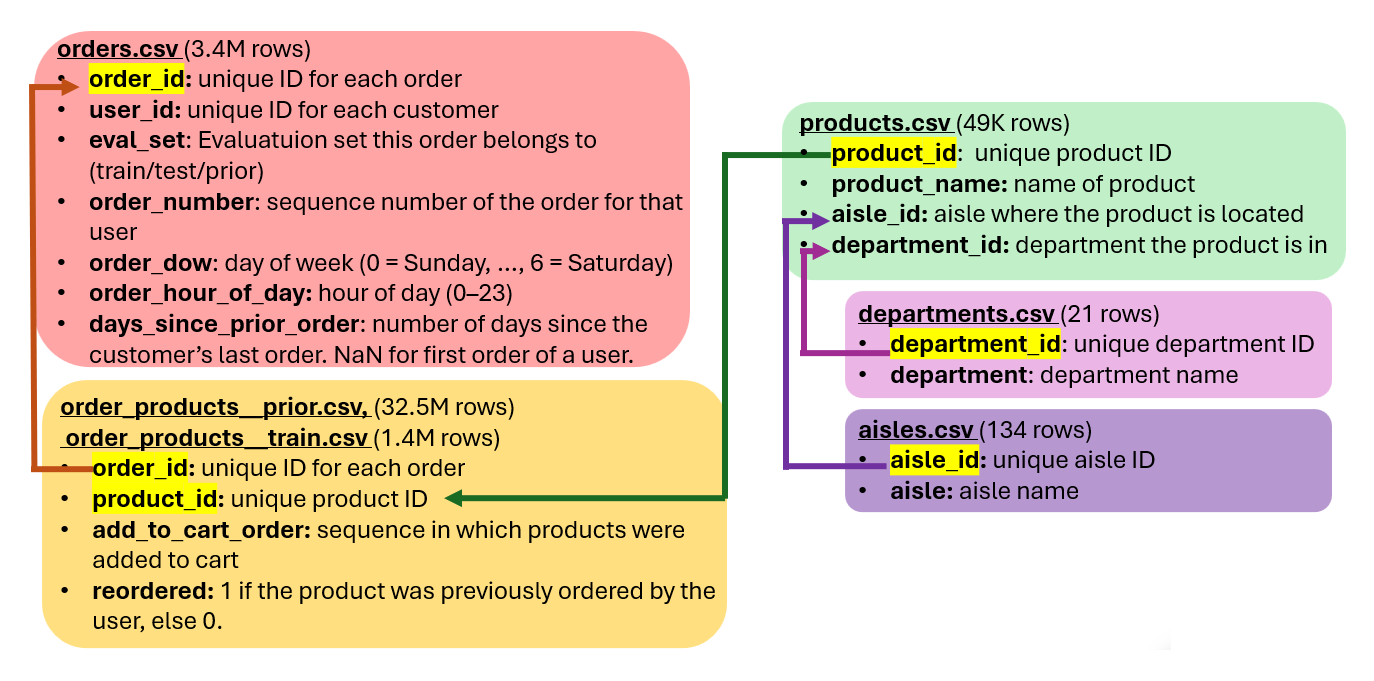 orders.csv (3.4M rows)
• order_id: unique ID for each order
• user_id: unique ID for each customer
• eval_set: Evaluatuion set this order belongs to
(train/test/prior)
• order_number: sequence number of the order for that
user
• order_dow: day of week (0 = Sunday, ..., 6 = Saturday)
• order_hour_of_day: hour of day (0–23)
• days_since_prior_order: number of days since the
customer’s last order. NaN for first order of a user.
order_products__prior.csv, (32.5M rows)
order_products__train.csv (1.4M rows)
• order_id: unique ID for each order
• product_id: unique product ID
• add_to_cart_order: sequence in which products were
added to cart
• reordered: 1 if the product was previously ordered by the
user, else 0.
products.csv (49K rows)
• product_id: unique product ID
• product_name: name of product
• aisle_id: aisle where the product is located
• department_id: department the product is in
departments.csv (21 rows)
• department_id: unique department ID
• department: department name
aisles.csv (134 rows)
• aisle_id: unique aisle ID
• aisle: aisle name